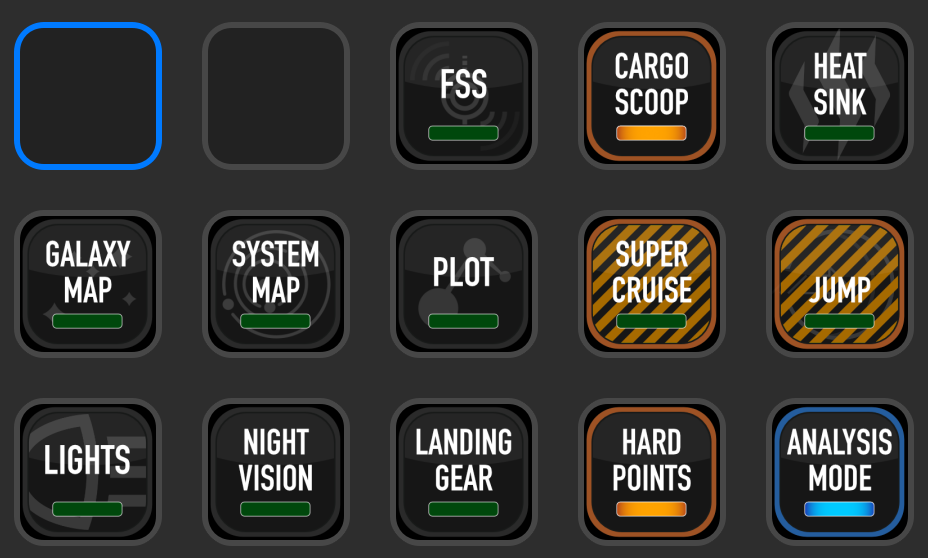 FSS
CARGO
SCOOP
HEAT
SINK
GALAXY
MAP
SYSTEM
MAP
PLOT
SUPER
CRUISE
JUMP
LIGHTS
NIGHT
VISION
LANDING
GEAR
HARD
POINTS
ANALYSIS
MODE